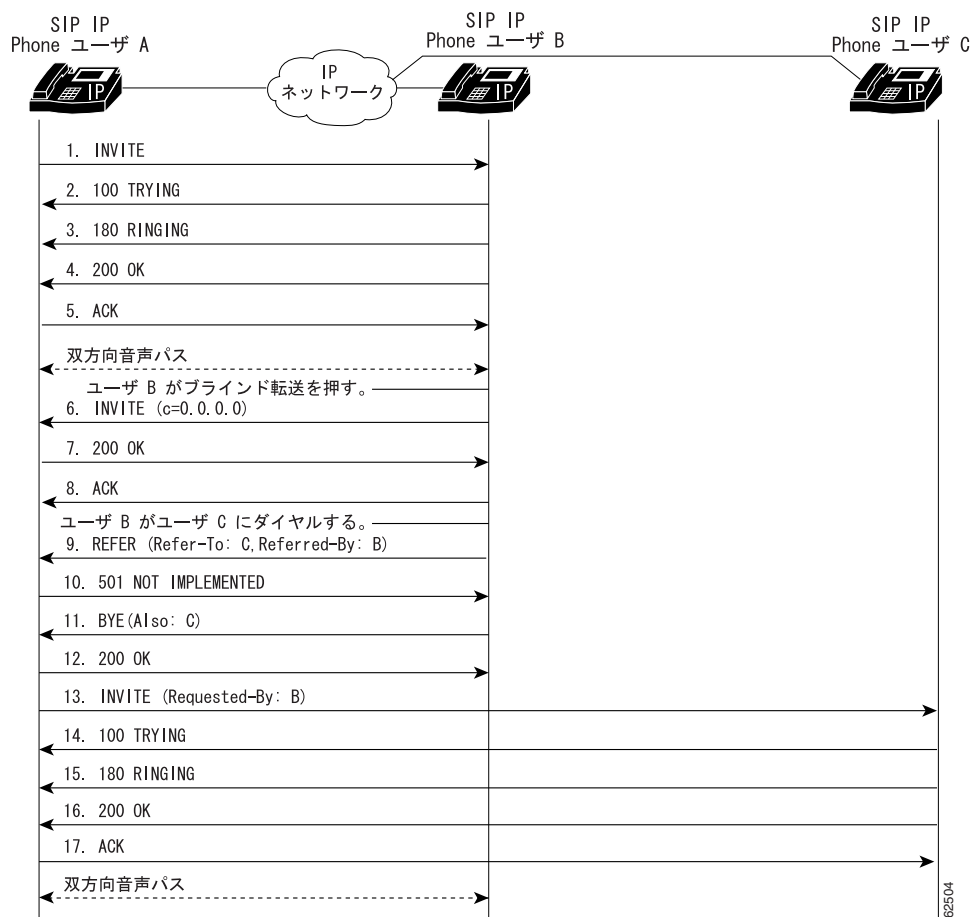 SIP IP
Phone ユーザ A
SIP IP
Phone ユーザ B
SIP IP
Phone ユーザ C
IP
ネットワーク
IP
IP
IP
1. INVITE
2. 100 TRYING
3. 180 RINGING
4. 200 OK
5. ACK
双方向音声パス
ユーザ B がブラインド転送を押す。
6. INVITE (c=0.0.0.0)
7. 200 OK
8. ACK
ユーザ B がユーザ C にダイヤルする。
9. REFER (Refer-To: C,Referred-By: B)
10. 501 NOT IMPLEMENTED
11. BYE(Also: C)
12. 200 OK
13. INVITE (Requested-By: B)
14. 100 TRYING
15. 180 RINGING
16. 200 OK
17. ACK
双方向音声パス
62504